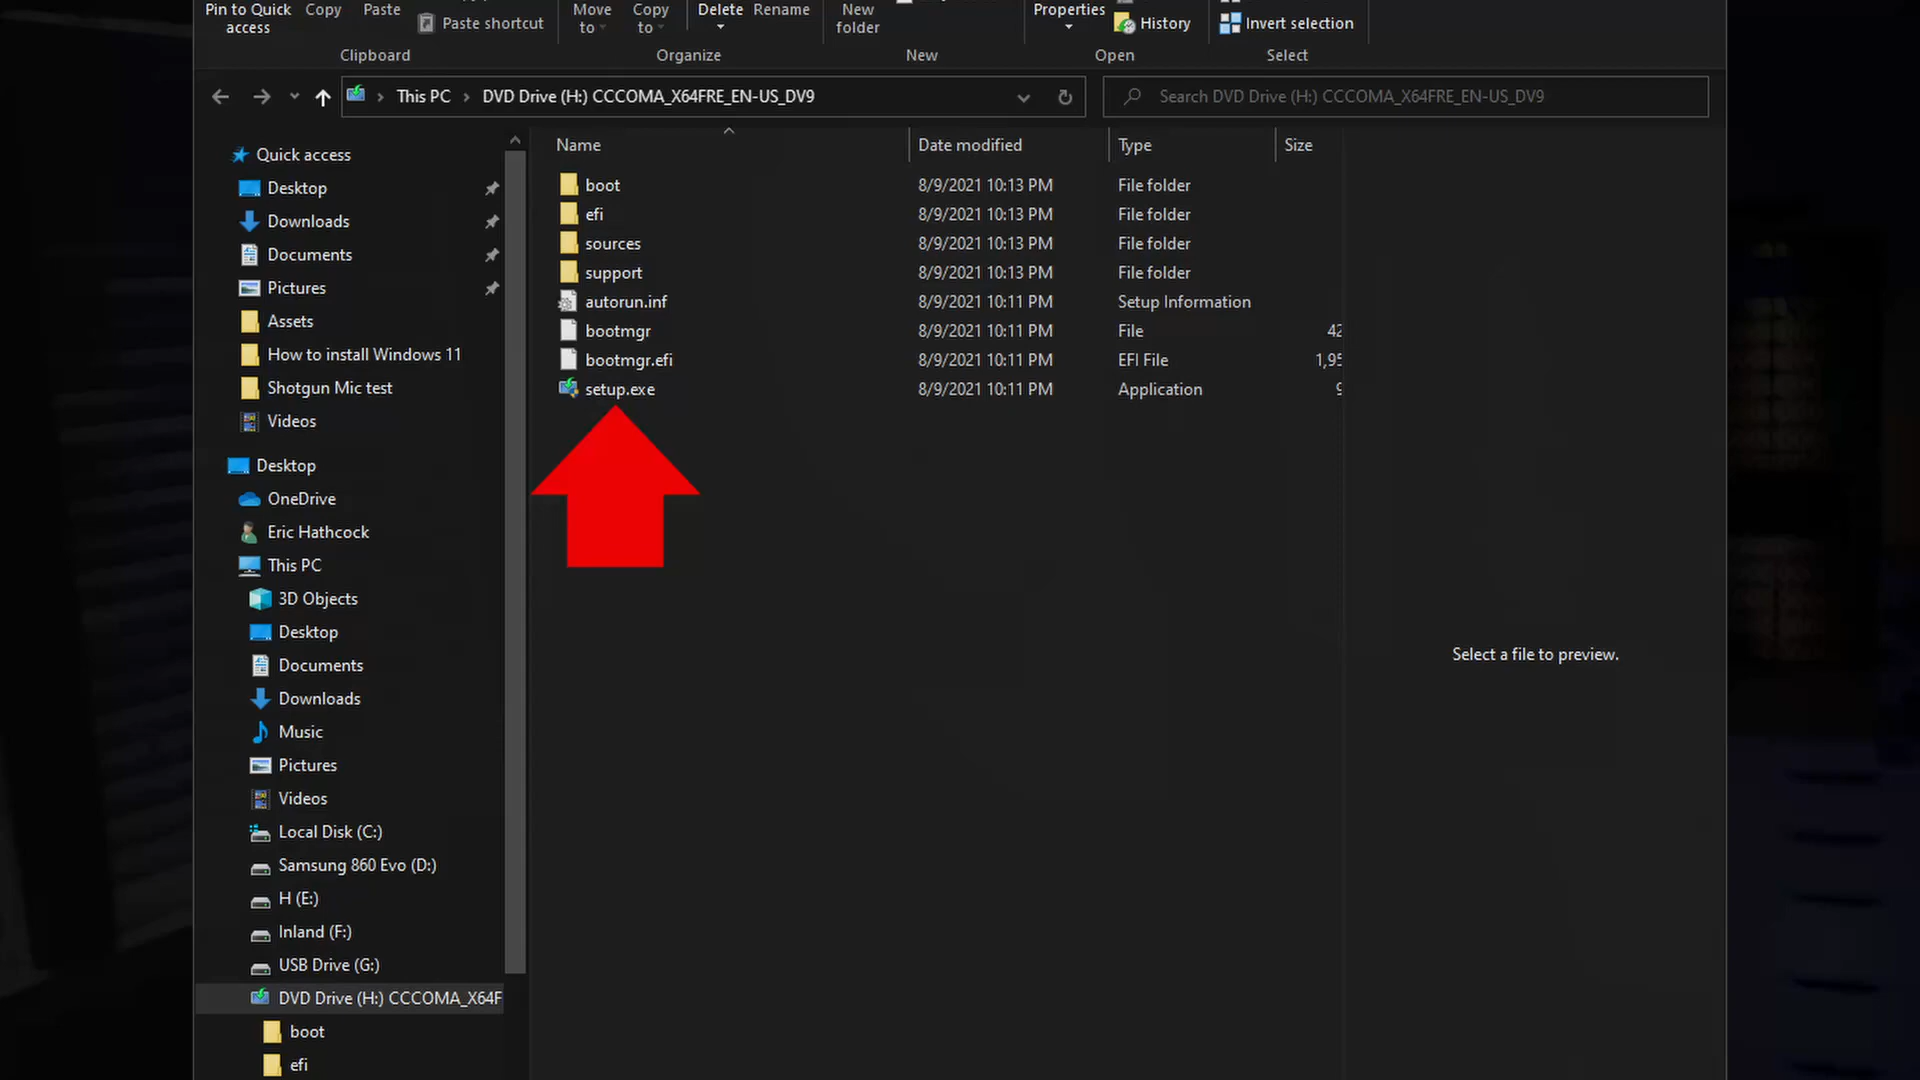 Pin to Quick access
Copy
Paste
Paste shortcut
Move to
Copy to
Delete
Rename
New folder
Properties
History
Invert selection
Clipboard
Organize
New
Open
Select
This PC
DVD Drive (H:) CCCOMA_X64FRE_EN-US_DV9
Search DVD Drive (H:) CCCOMA_X64FRE_EN-US_DV9
Quick access
Desktop
Downloads
Documents
Pictures
Assets
How to install Windows 11
Shotgun Mic test
Videos
Desktop
OneDrive
Eric Hathcock
This PC
3D Objects
Desktop
Documents
Downloads
Music
Pictures
Videos
Local Disk (C:)
Samsung 860 Evo (D:)
H (E:)
Inland (F:)
USB Drive (G:)
DVD Drive (H:) CCCOMA_X64F
boot
efi
Name Date modified Type Size
boot 8/9/2021 10:13 PM File folder
efi 8/9/2021 10:13 PM File folder
sources 8/9/2021 10:13 PM File folder
support 8/9/2021 10:13 PM File folder
autorun.inf 8/9/2021 10:11 PM Setup Information
bootmgr 8/9/2021 10:11 PM File 42
bootmgr.efi 8/9/2021 10:11 PM EFI File 1,95
setup.exe 8/9/2021 10:11 PM Application 9
Select a file to preview.